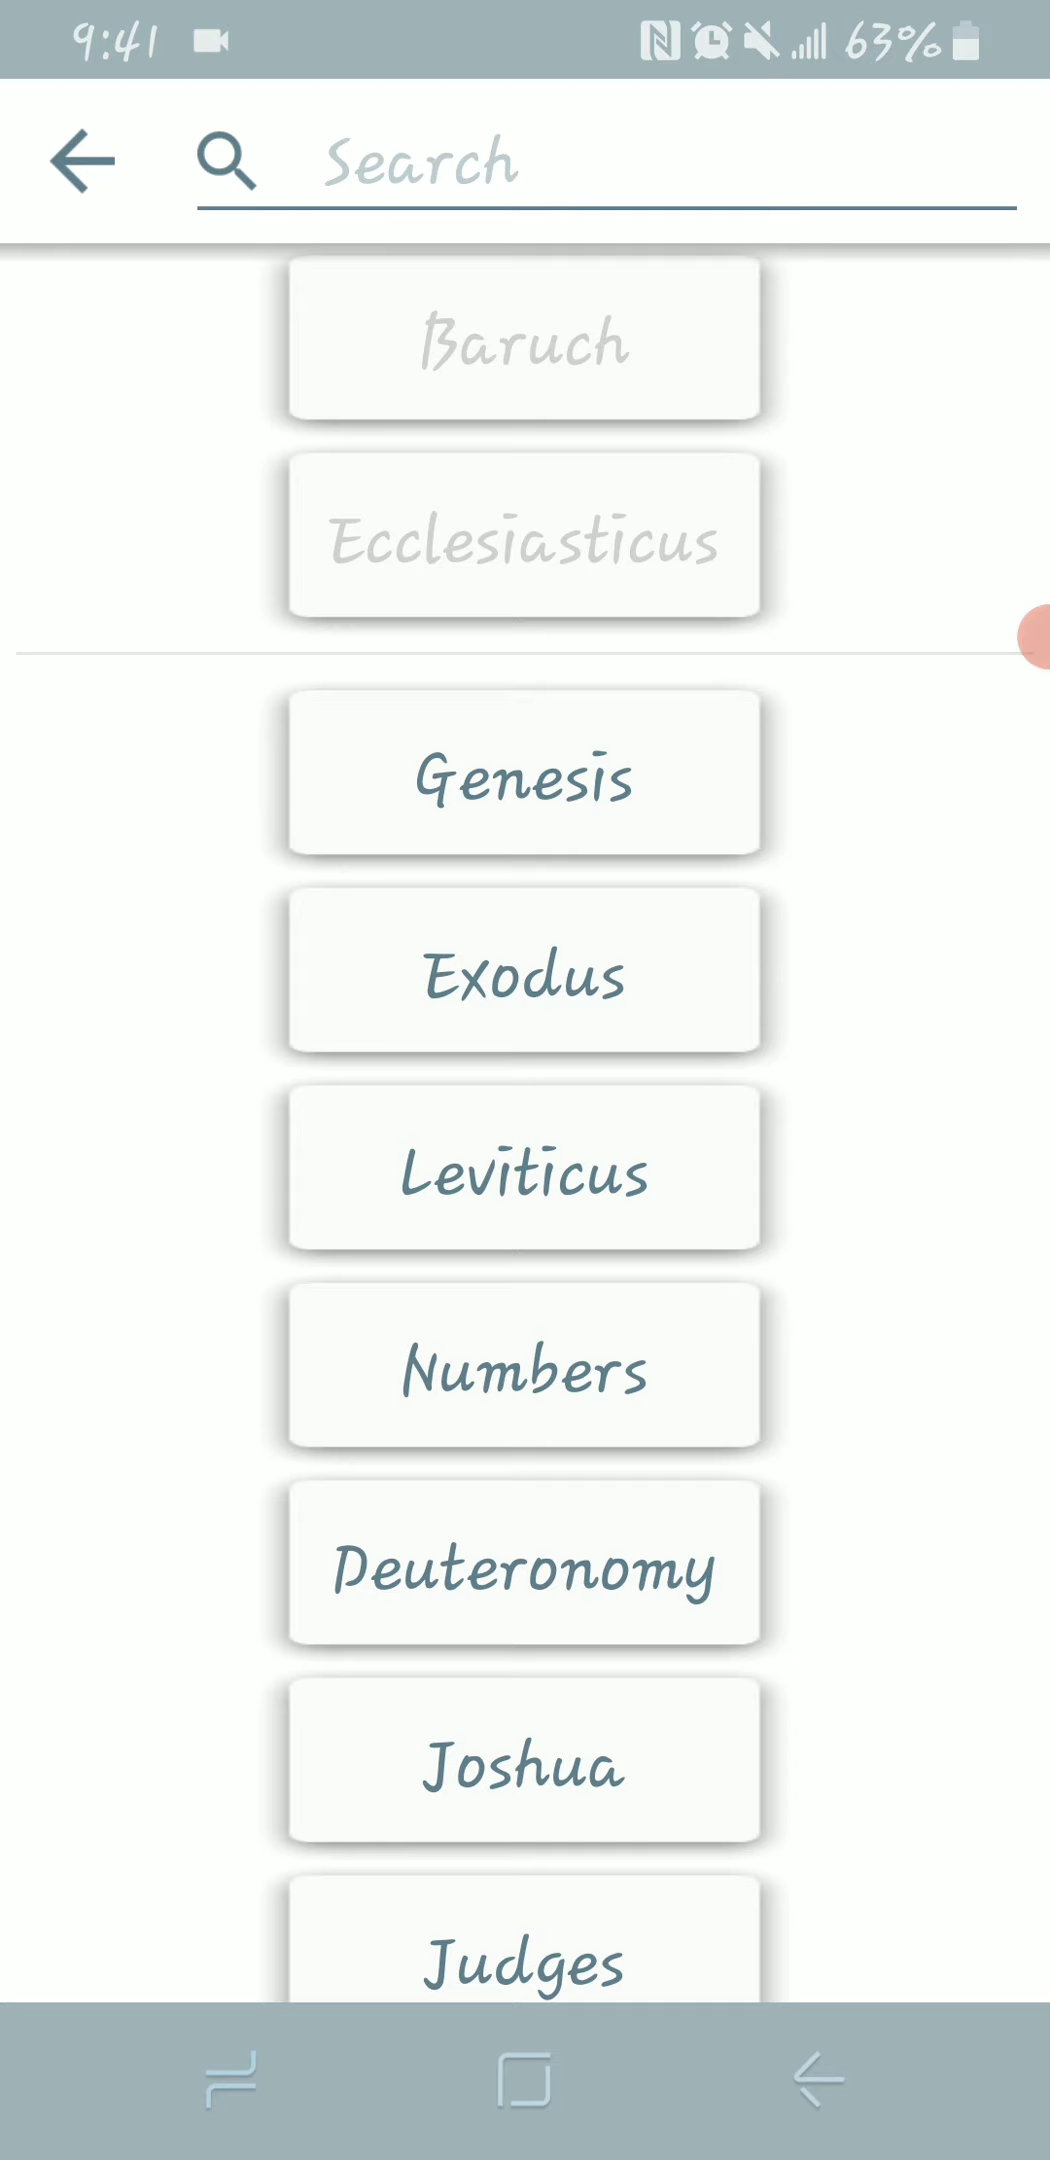 9:41 63%
Search
Baruch
Ecclesiasticus
Genesis
Exodus
Leviticus
Numbers
Deuteronomy
Joshua
Judges